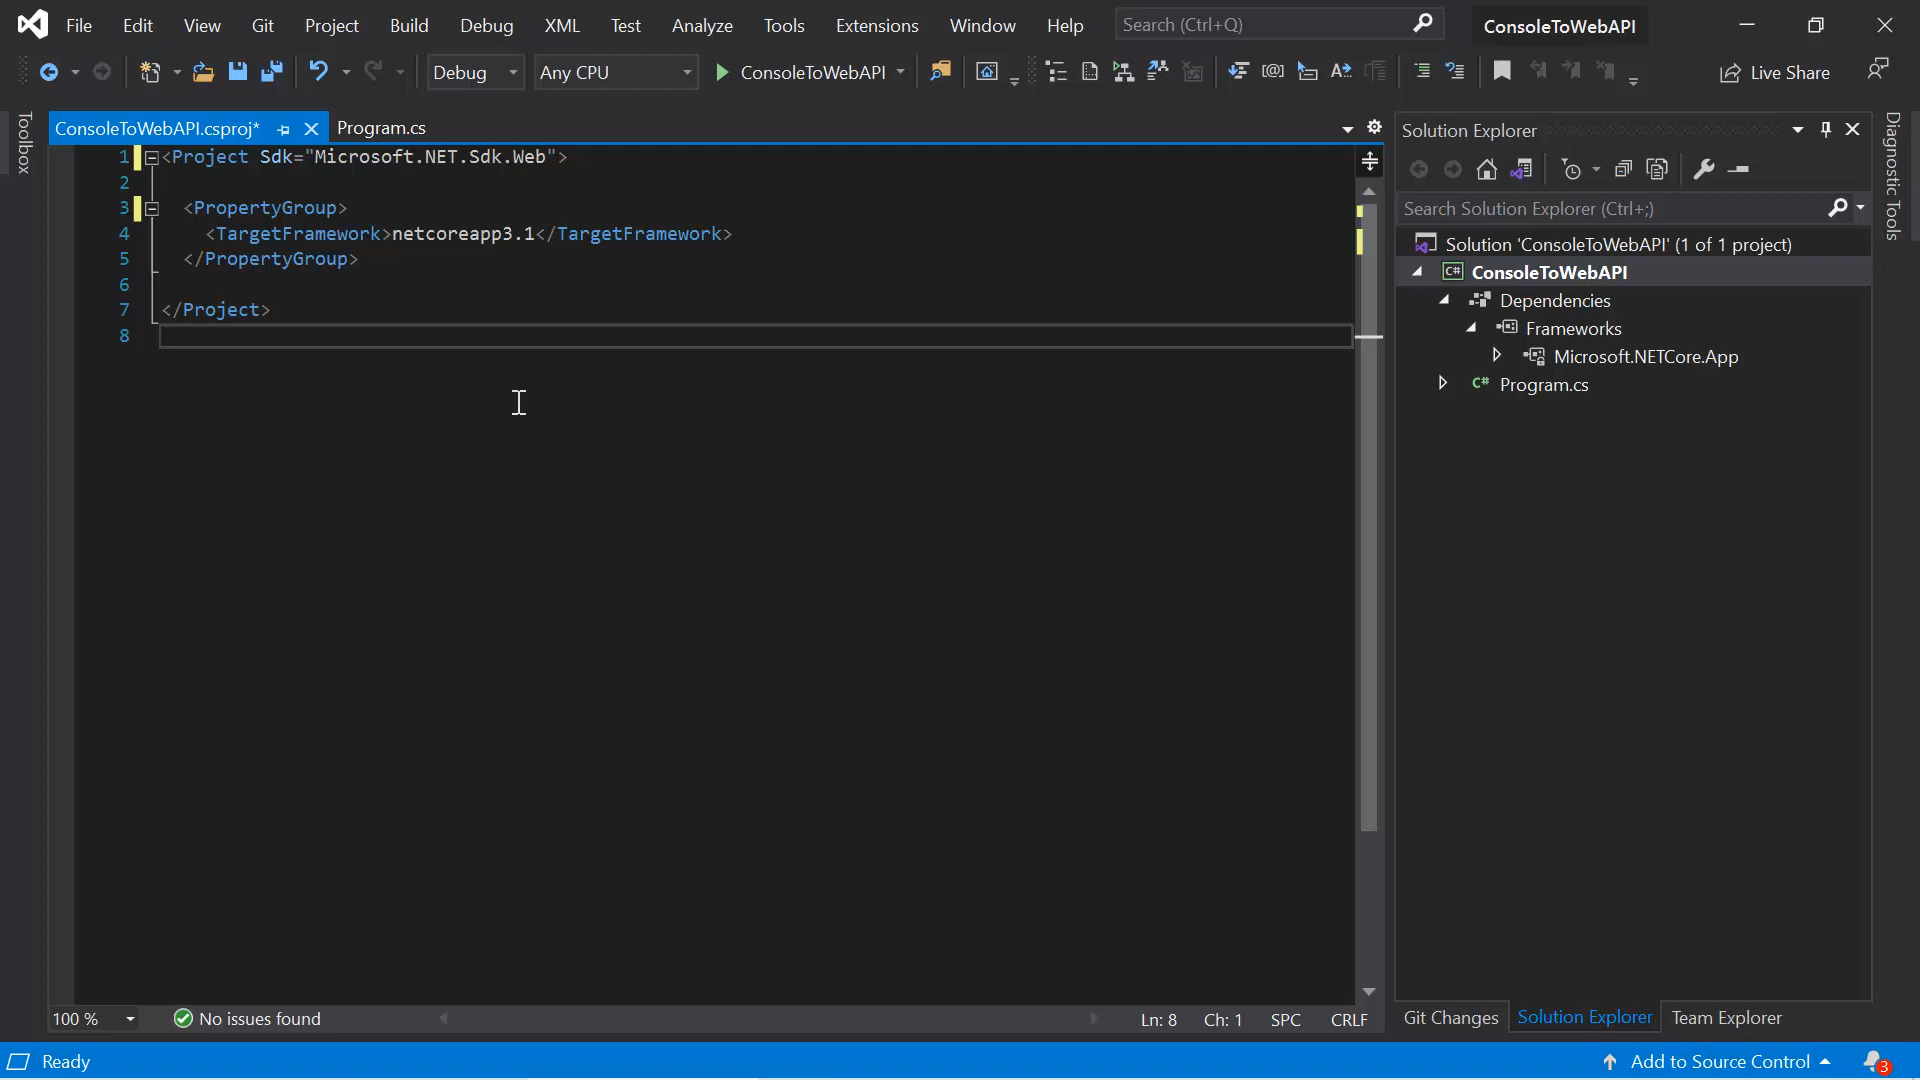 File Edit View Git Project Build Debug XML Test Analyze Tools Extensions Window Help Search (Ctrl+Q) ConsoleToWebAPI
Debug Any CPU ConsoleToWebAPI Live Share
Toolbox
ConsoleToWebAPI.csproj* Program.cs
1 <Project Sdk="Microsoft.NET.Sdk.Web">
2
3 <PropertyGroup>
4 <TargetFramework>netcoreapp3.1</TargetFramework>
5 </PropertyGroup>
6
7 </Project>
8
100 % No issues found Ln: 8 Ch: 1 SPC CRLF
Solution Explorer
Search Solution Explorer (Ctrl+;)
Solution 'ConsoleToWebAPI' (1 of 1 project)
C# ConsoleToWebAPI
Dependencies
Frameworks
Microsoft.NETCore.App
C# Program.cs
Git Changes Solution Explorer Team Explorer
Diagnostic Tools
Ready Add to Source Control 3